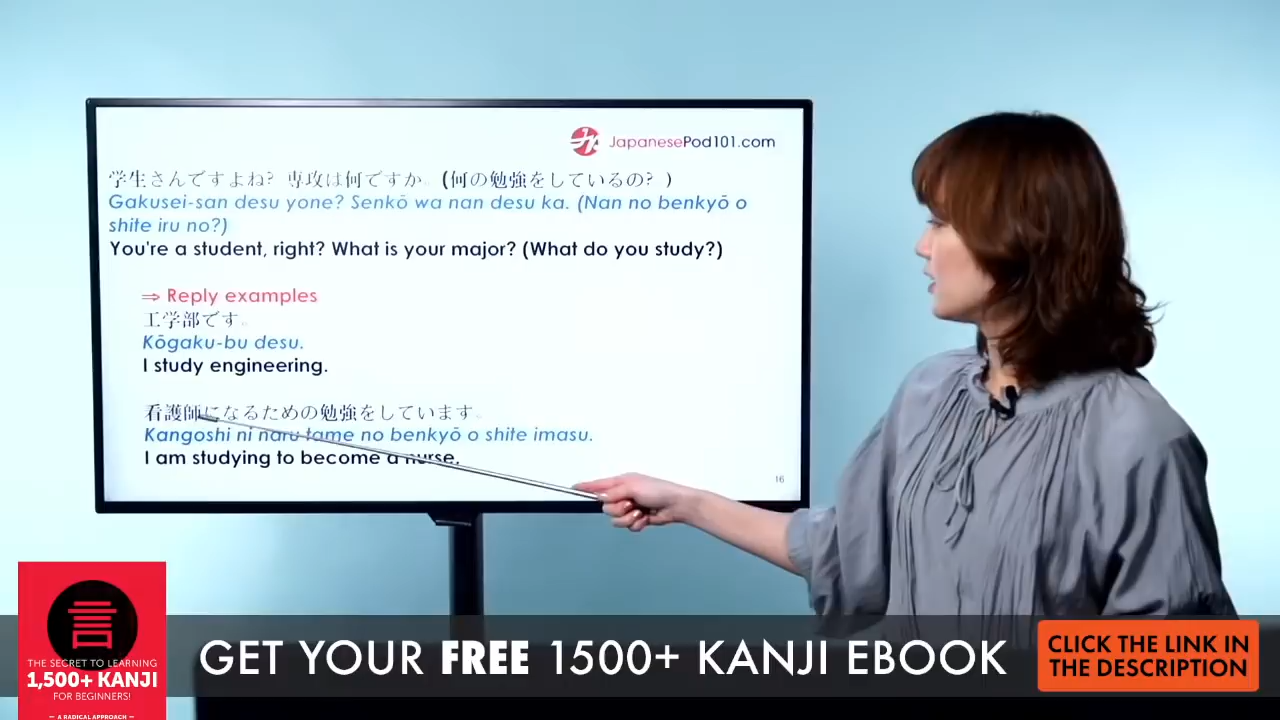 JapanesePod101.com
学生さんですよね? 専攻は何ですか。(何の勉強をしているの? )
Gakusei-san desu yone? Senkō wa nan desu ka. (Nan no benkyō o
shite iru no?)
You're a student, right? What is your major? (What do you study?)
⇒ Reply examples
工学部です。
Kōgaku-bu desu.
I study engineering.
看護師になるための勉強をしています。
Kangoshi ni naru tame no benkyō o shite imasu.
I am studying to become a nurse.
16
言
THE SECRET TO LEARNING
1,500+ KANJI
FOR BEGINNERS!
— A RADICAL APPROACH —
GET YOUR FREE 1500+ KANJI EBOOK
CLICK THE LINK IN
THE DESCRIPTION